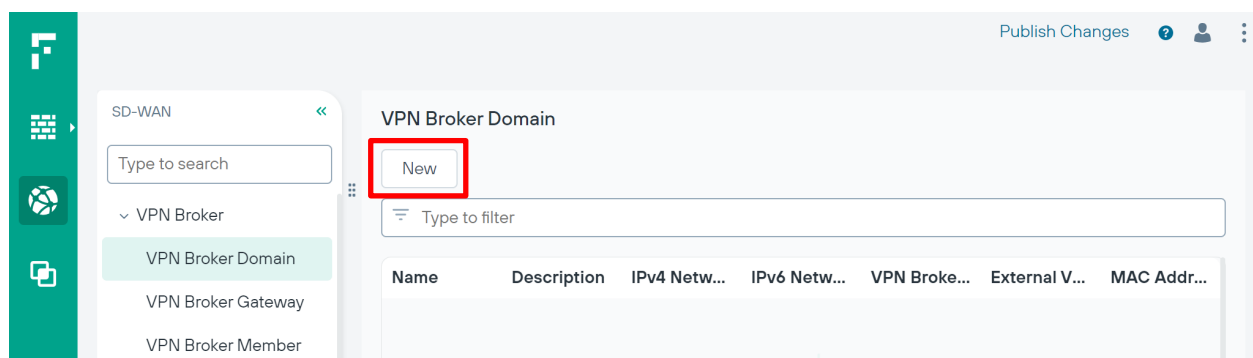 Publish Changes
SD-WAN
Type to search
VPN Broker
VPN Broker Domain
VPN Broker Gateway
VPN Broker Member
VPN Broker Domain
New
Type to filter
Name Description IPv4 Netw... IPv6 Netw... VPN Broke... External V... MAC Addr...